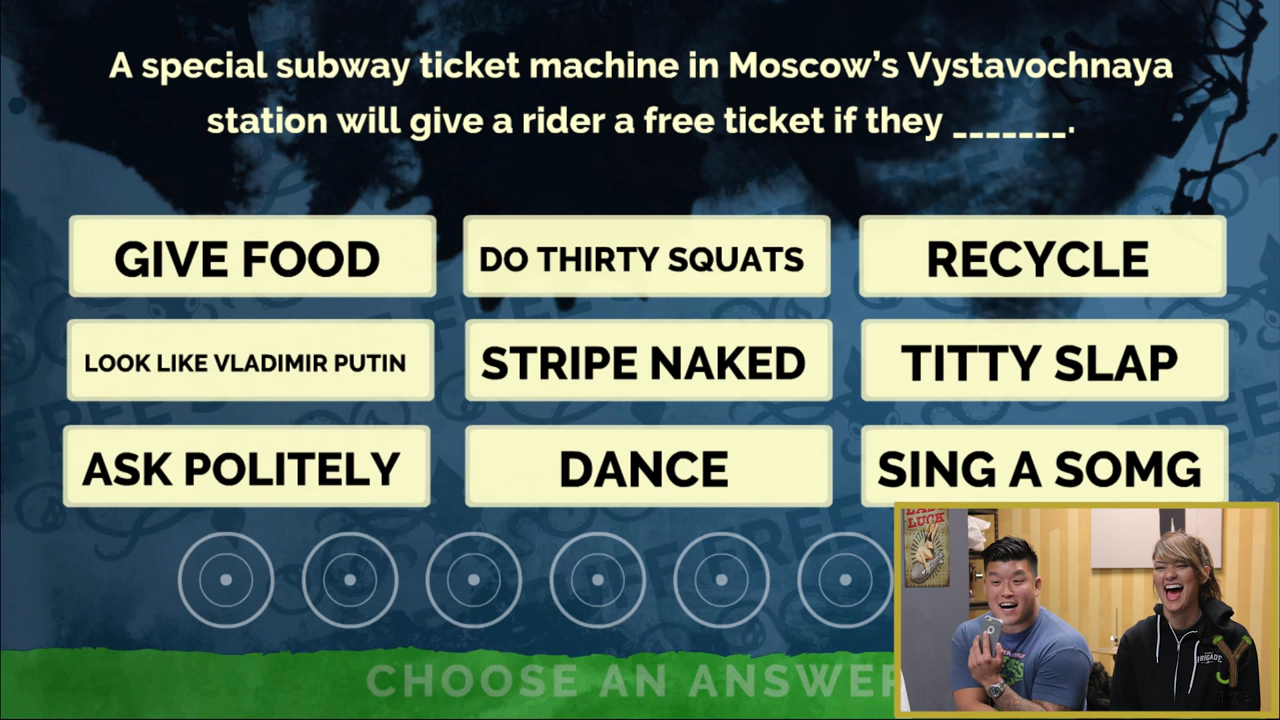 A special subway ticket machine in Moscow’s Vystavochnaya
station will give a rider a free ticket if they _______.
GIVE FOOD
DO THIRTY SQUATS
RECYCLE
LOOK LIKE VLADIMIR PUTIN
STRIPE NAKED
TITTY SLAP
ASK POLITELY
DANCE
SING A SOMG
CHOOSE AN ANSWER
LUCK
BRIGADE